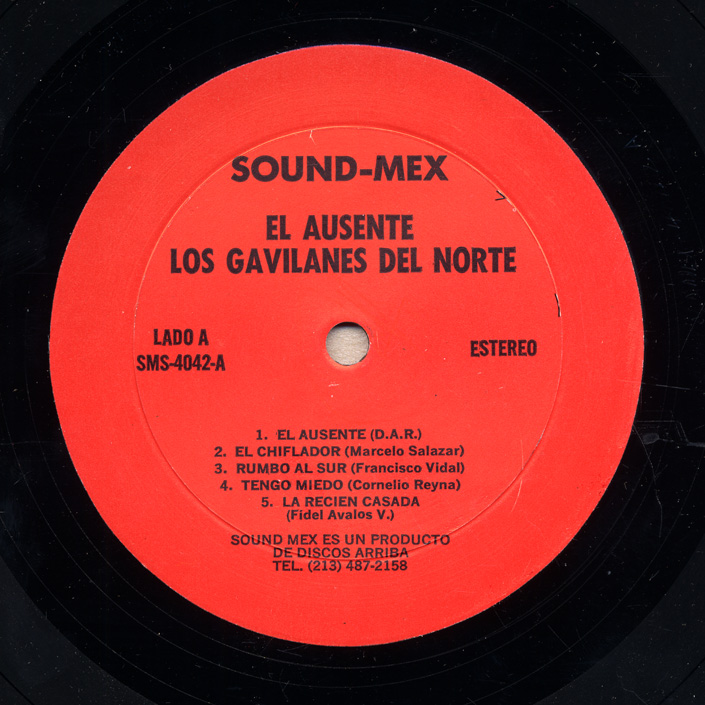 SOUND-MEX
EL AUSENTE
LOS GAVILANES DEL NORTE
LADO A
SMS-4042-A
ESTEREO
1. EL AUSENTE (D.A.R.)
2. EL CHIFLADOR (Marcelo Salazar)
3. RUMBO AL SUR (Francisco Vidal)
4. TENGO MIEDO (Cornelio Reyna)
5. LA RECIEN CASADA
(Fidel Avalos V.)
SOUND MEX ES UN PRODUCTO
DE DISCOS ARRIBA
TEL. (213) 487-2158